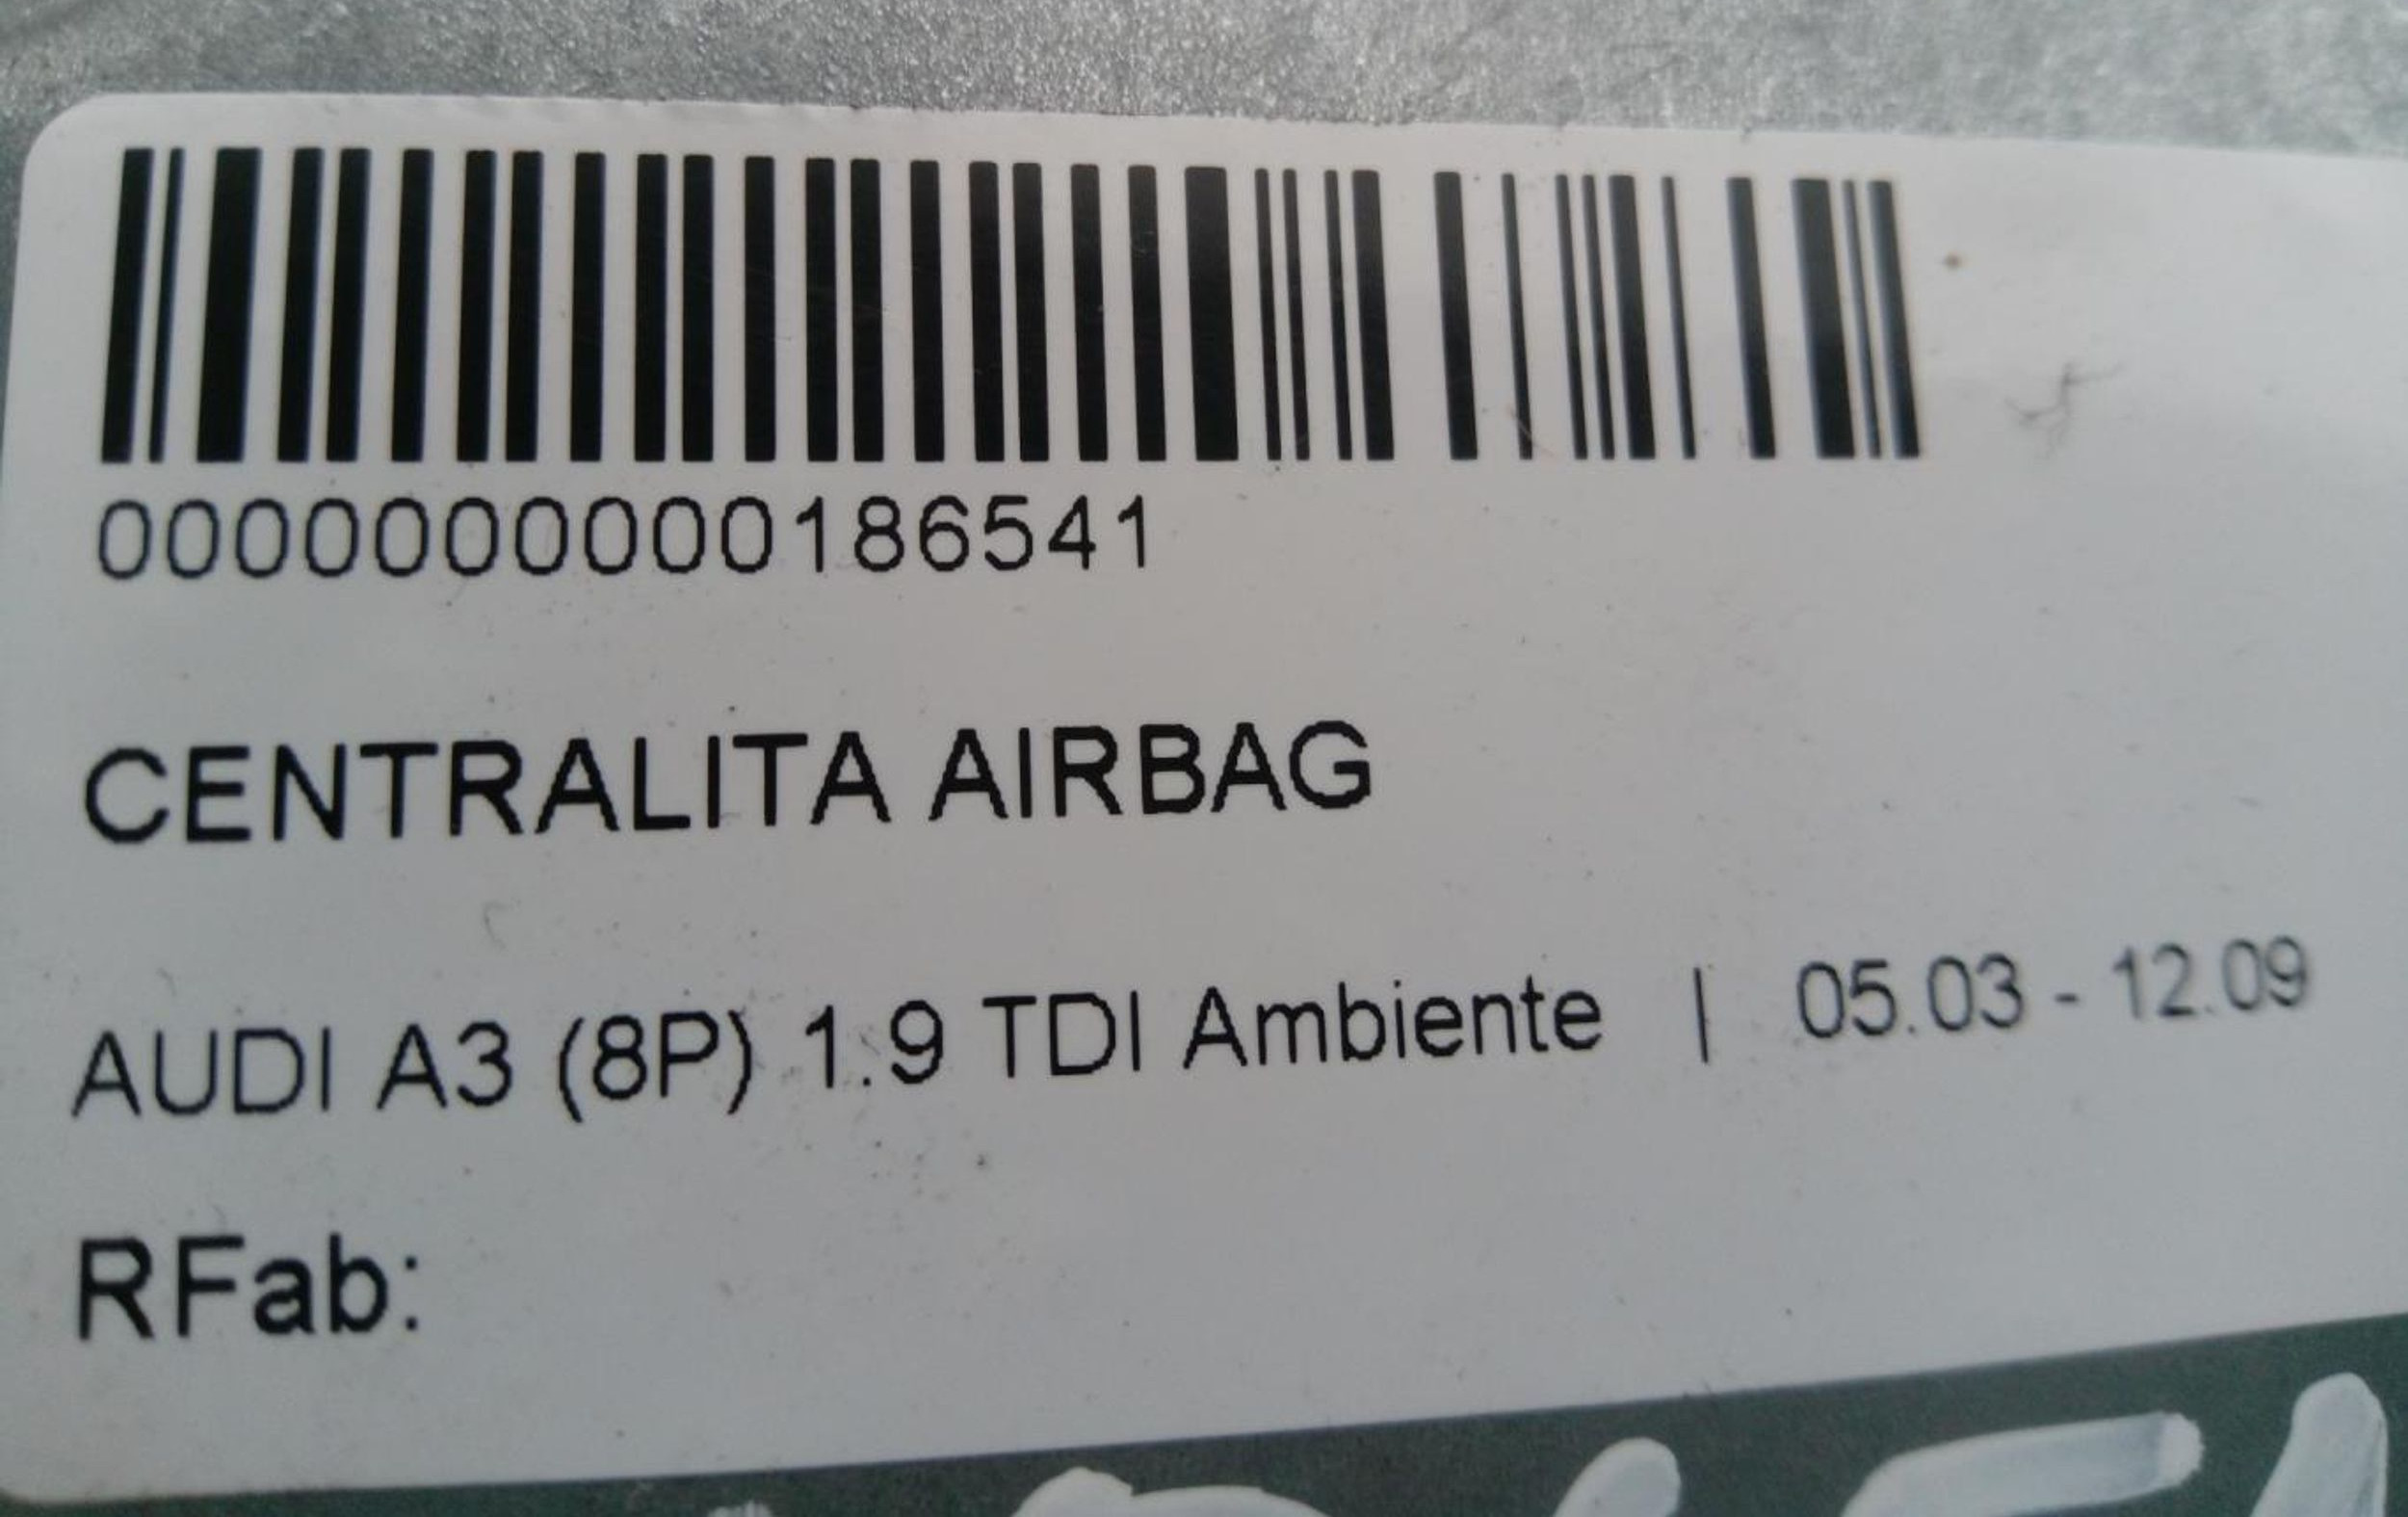 0000000000186541
CENTRALITA AIRBAG
AUDI A3 (8P) 1.9 TDI Ambiente | 05.03 - 12.09
RFab: